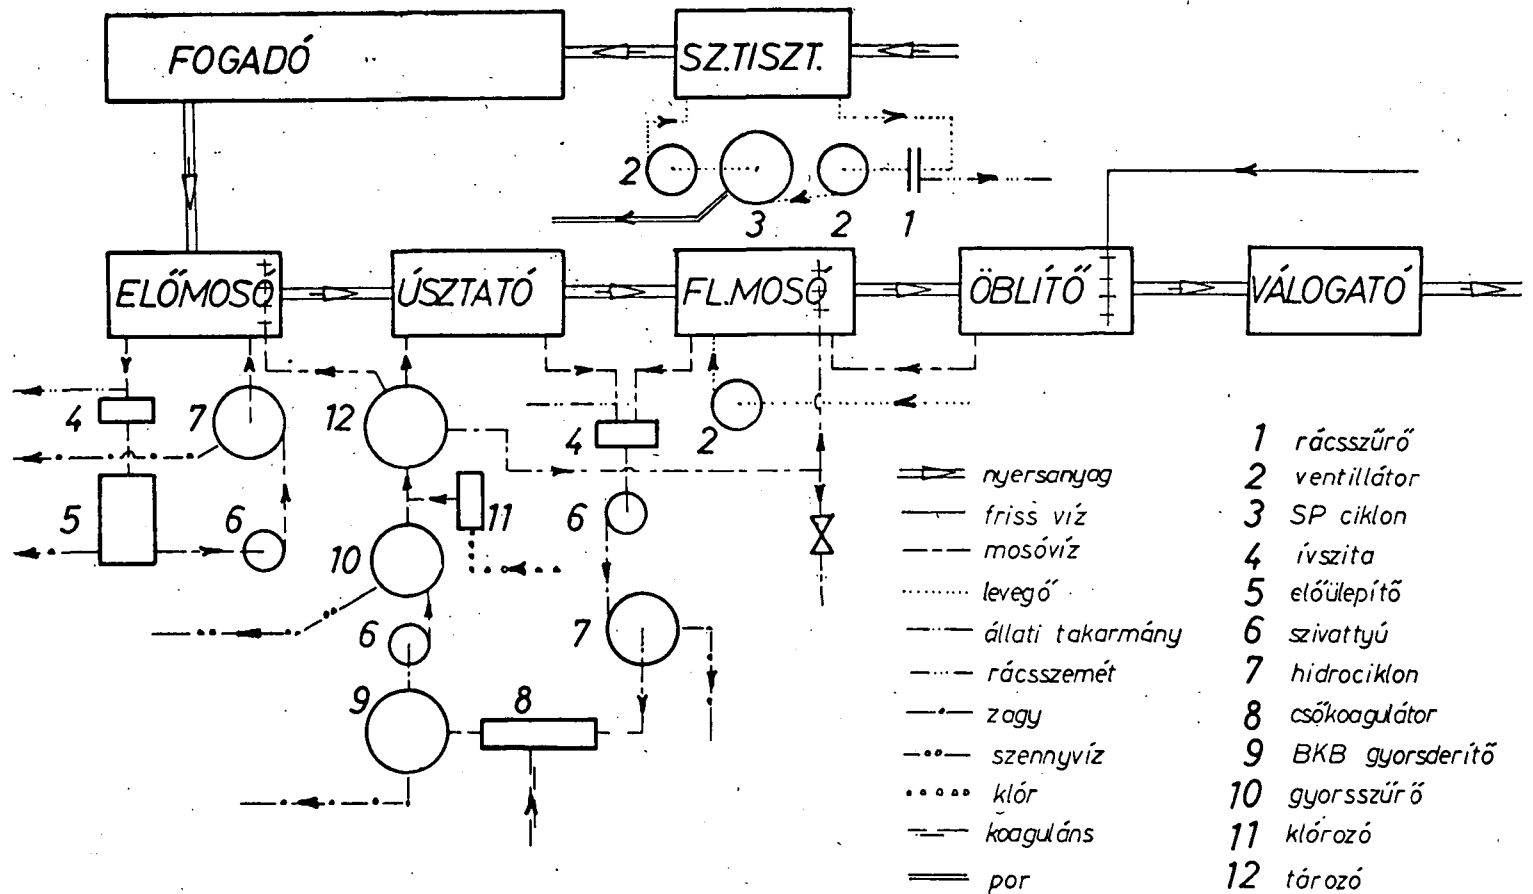 FOGADÓ
SZ.TISZT.
2
3
2
1
ELŐMOSÓ
ÚSZTATÓ
FL.MOSÓ
ÖBLÍTŐ
VÁLOGATÓ
4
7
12
4
2
5
6
10
11
6
6
7
9
8
nyersanyag
friss víz
mosóvíz
levegő
állati takarmány
rácsszemét
zagy
szennyvíz
klór
koaguláns
por
1 rácsszűrő
2 ventillátor
3 SP ciklon
4 ívszita
5 előülepítő
6 szivattyú
7 hidrociklon
8 csőkoagulátor
9 BKB gyorsderítő
10 gyorsszűrő
11 klórozó
12 tározó